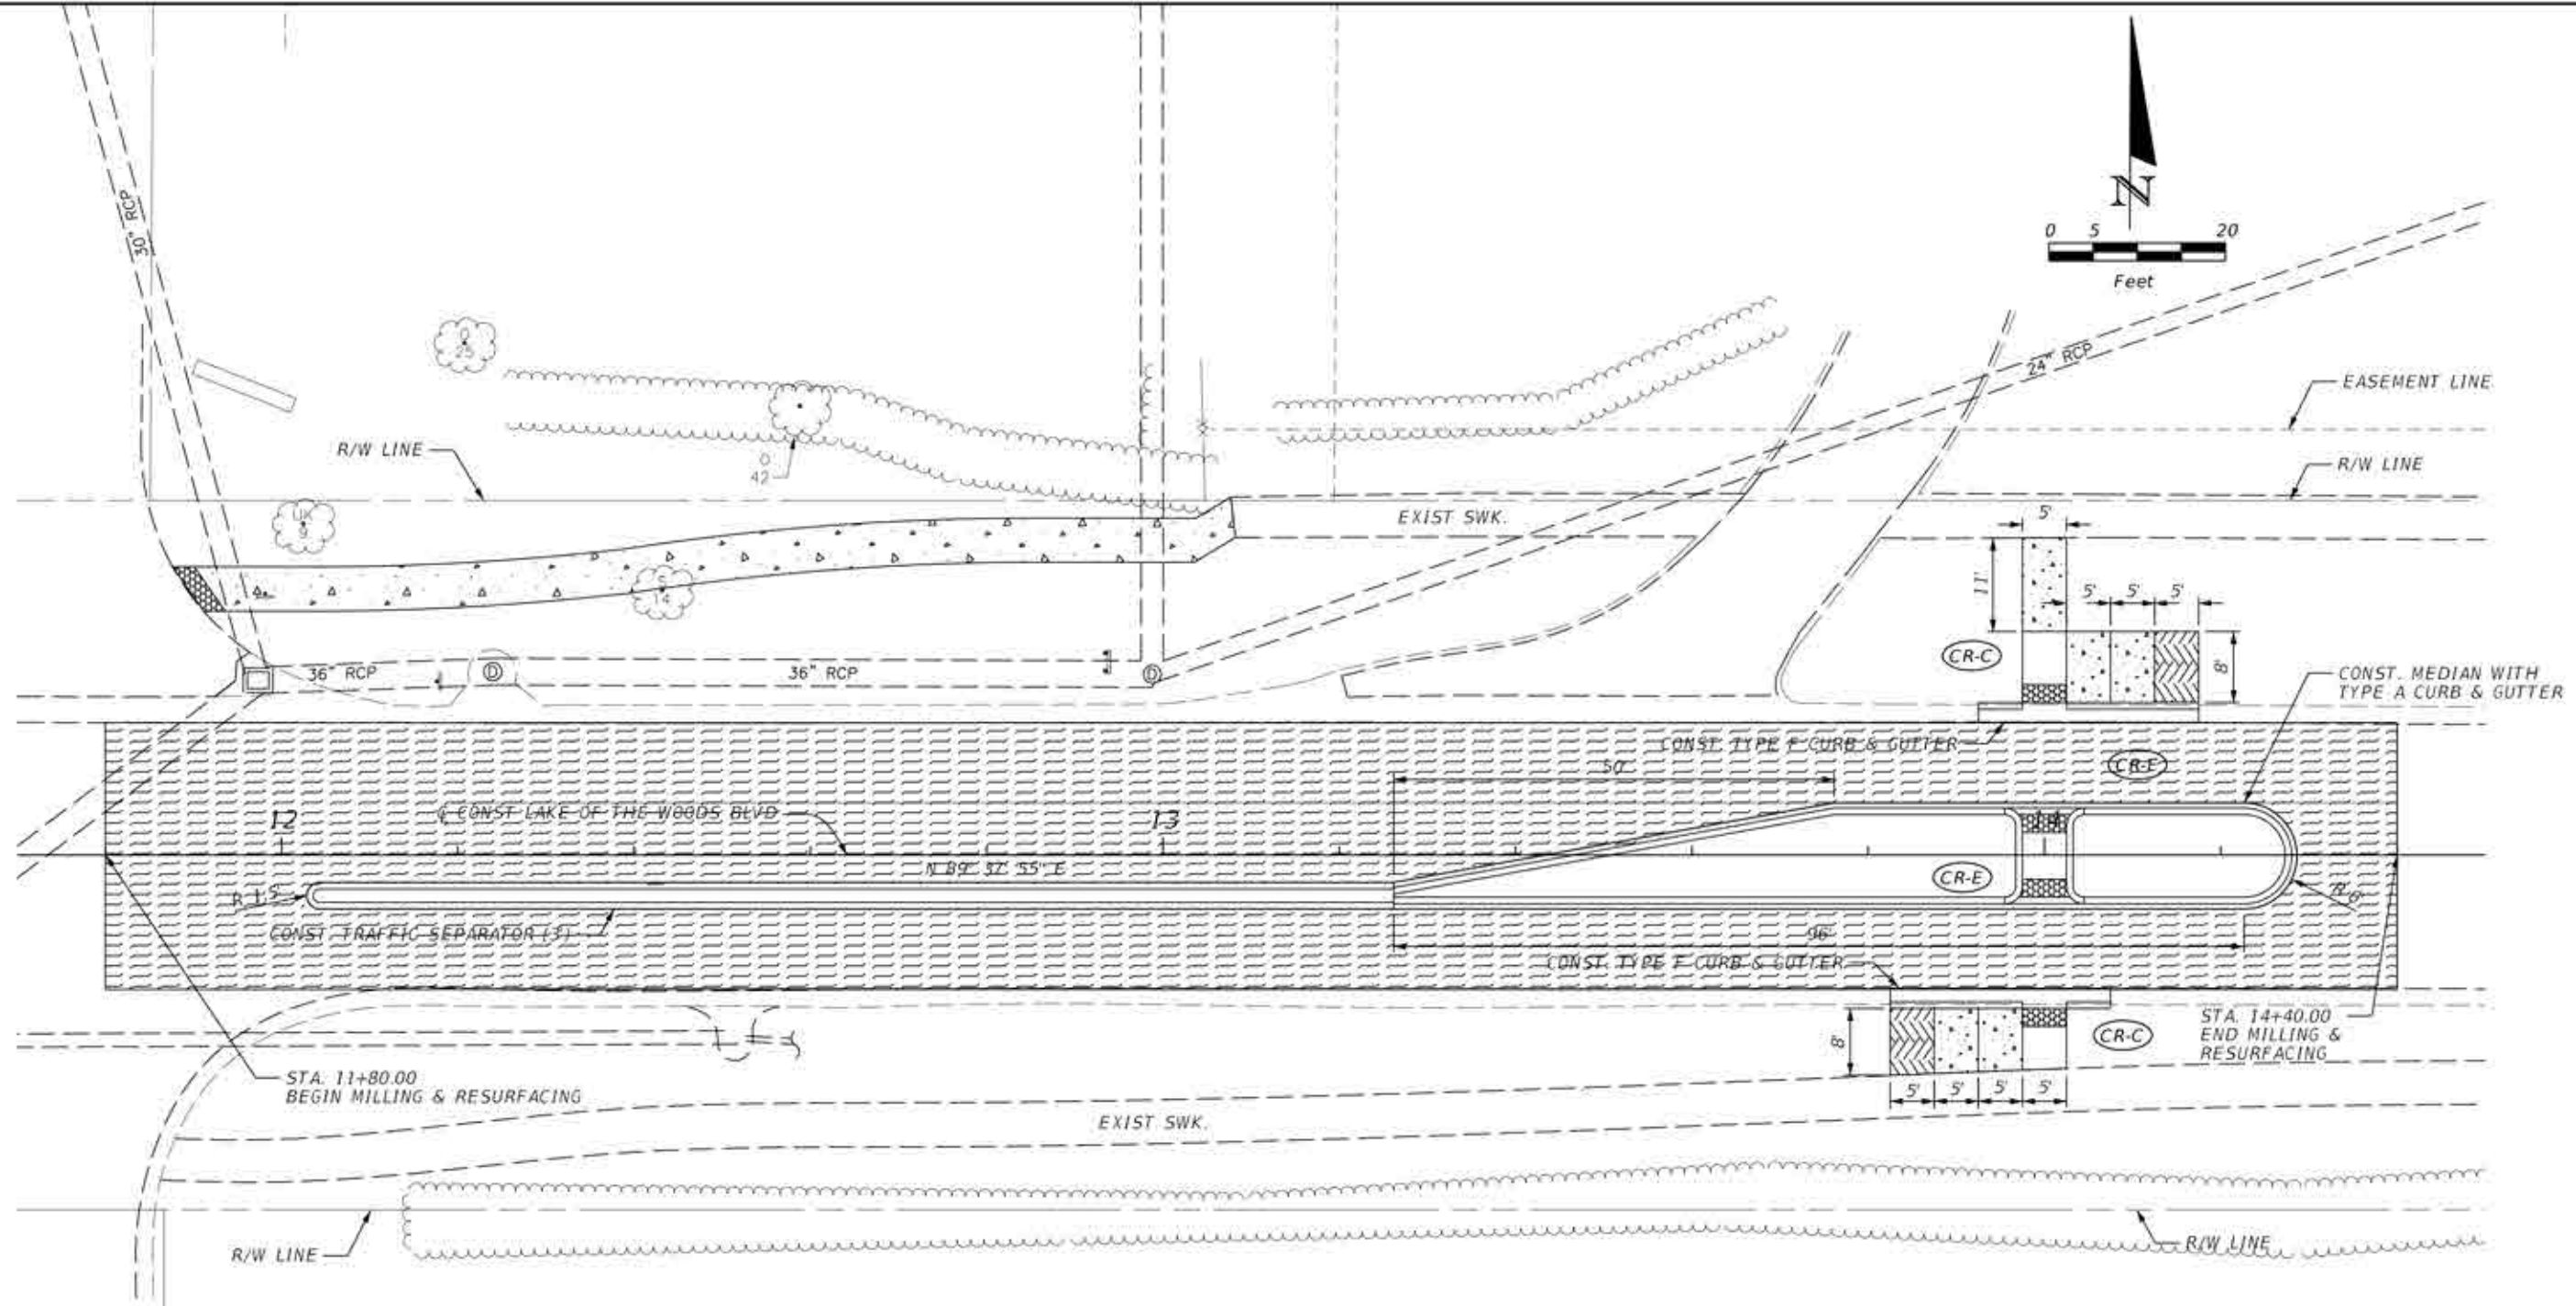 30" RCP
N
0 5 20
Feet
24" RCP
O
25
EASEMENT LINE
R/W LINE
R/W LINE
O
42
UK
9
EXIST SWK.
5'
11'
5' 5' 5'
S
14
CR-C
8'
36" RCP
D
36" RCP
D
CONST. MEDIAN WITH
TYPE A CURB & GUTTER
CONST. TYPE F CURB & GUTTER
CR-E
50'
12
℄ CONST LAKE OF THE WOODS BLVD
13
14
N 89° 37' 55" E
CR-E
R 1.5'
R 6'
CONST. TRAFFIC SEPARATOR (3')
96'
CONST. TYPE F CURB & GUTTER
8'
CR-C
STA. 14+40.00
END MILLING &
RESURFACING
STA. 11+80.00
BEGIN MILLING & RESURFACING
5' 5' 5' 5'
EXIST SWK.
R/W LINE
R/W LINE